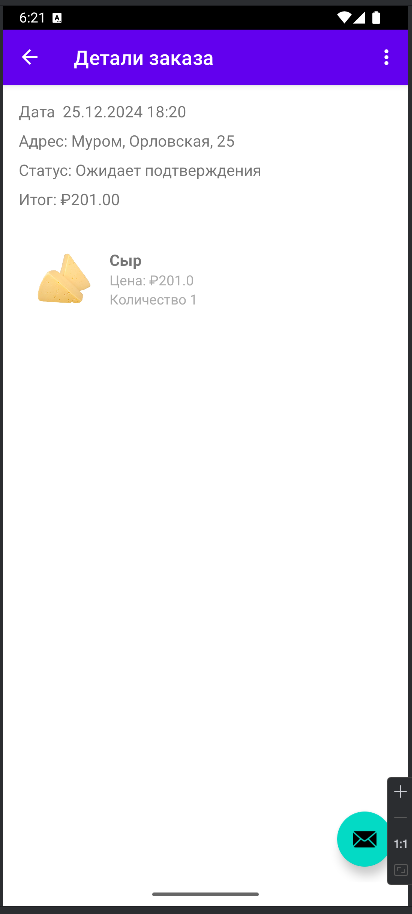 6:21 A
Детали заказа
Дата 25.12.2024 18:20
Адрес: Муром, Орловская, 25
Статус: Ожидает подтверждения
Итог: ₽201.00
Сыр
Цена: ₽201.0
Количество 1
1:1